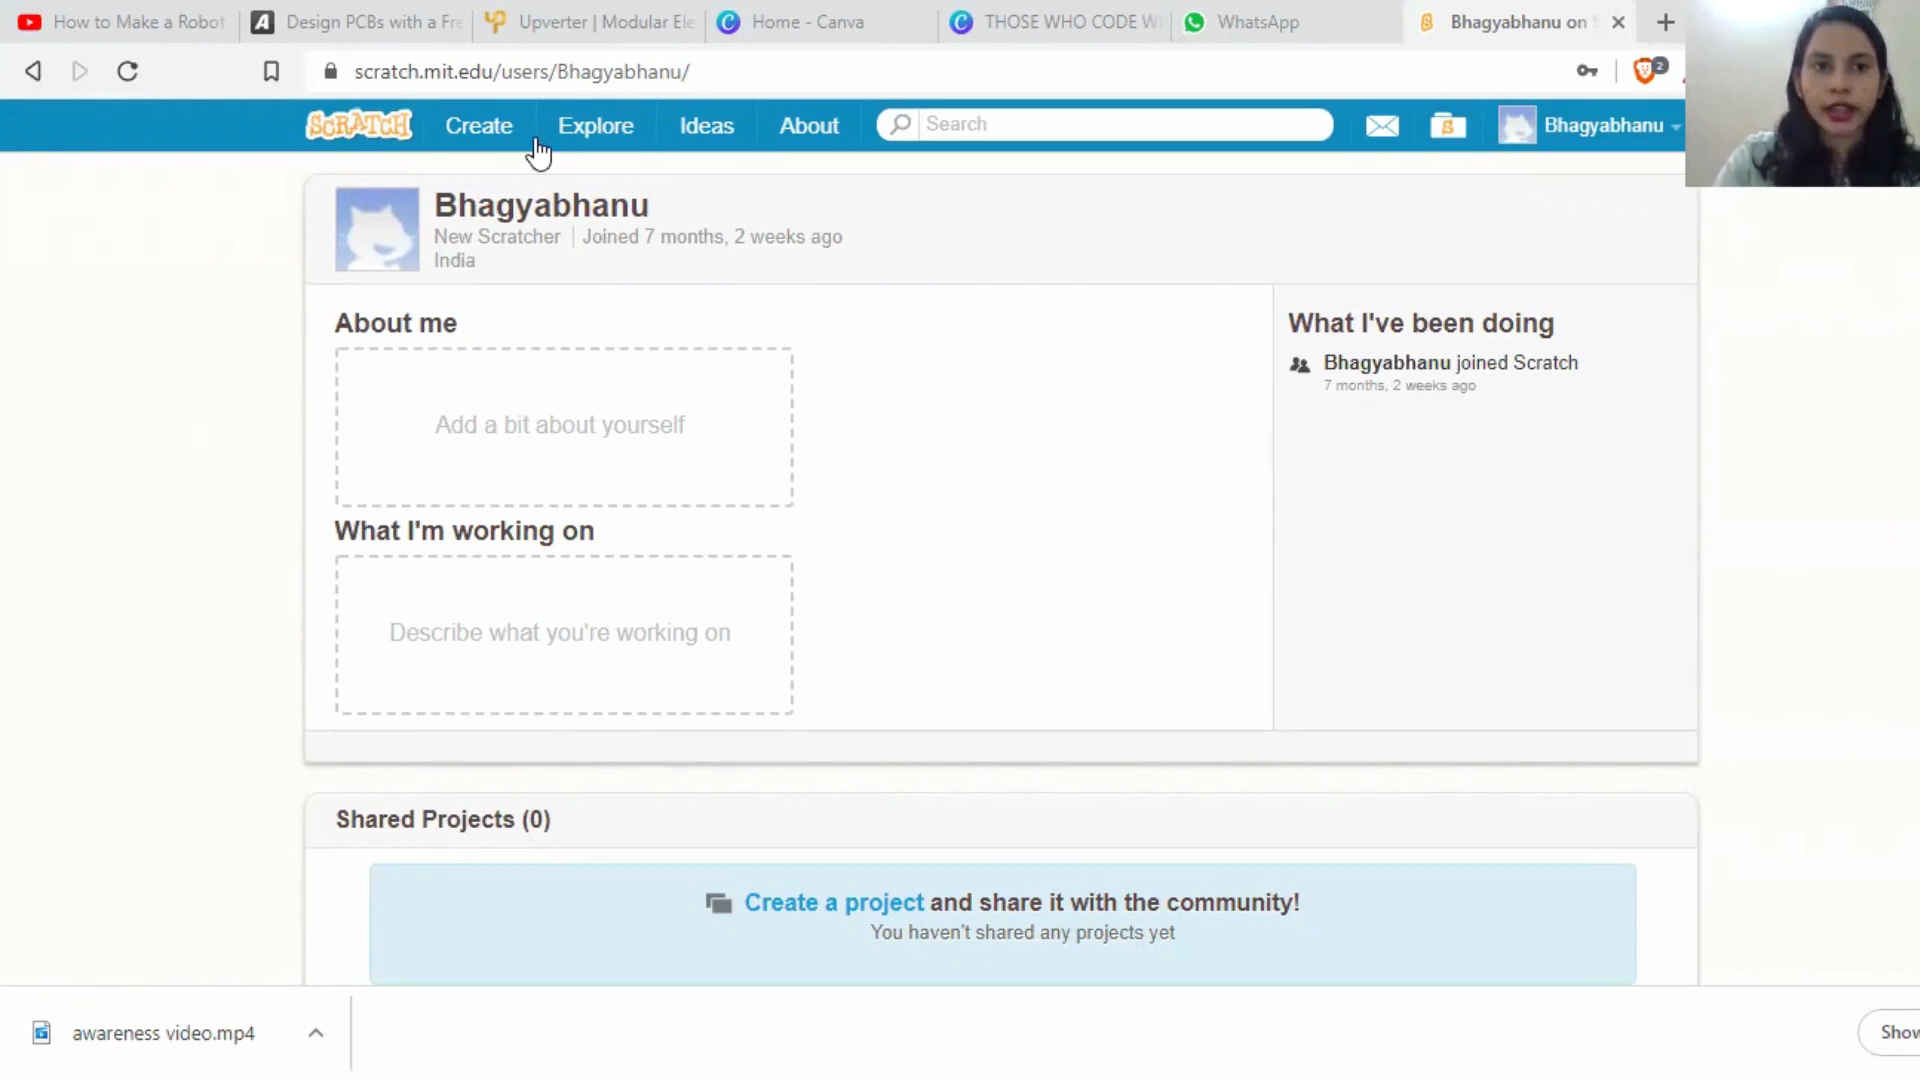 How to Make a Robot
Design PCBs with a Fre
Upverter | Modular Ele
Home - Canva
THOSE WHO CODE W
WhatsApp
Bhagyabhanu on S
scratch.mit.edu/users/Bhagyabhanu/
2
SCRATCH
Create
Explore
Ideas
About
Search
Bhagyabhanu
Bhagyabhanu
New Scratcher | Joined 7 months, 2 weeks ago
India
About me
Add a bit about yourself
What I'm working on
Describe what you're working on
What I've been doing
Bhagyabhanu joined Scratch
7 months, 2 weeks ago
Shared Projects (0)
Create a project and share it with the community!
You haven't shared any projects yet
awareness video.mp4
Show